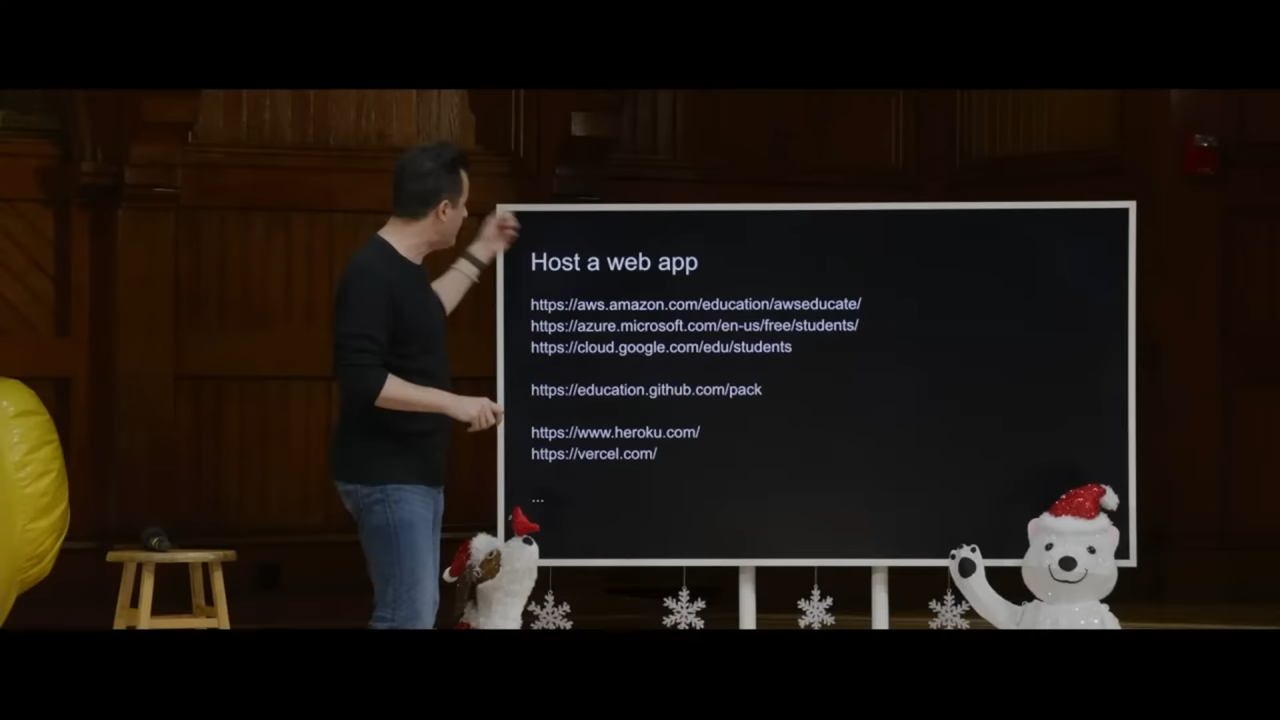 Host a web app
https://aws.amazon.com/education/awseducate/
https://azure.microsoft.com/en-us/free/students/
https://cloud.google.com/edu/students
https://education.github.com/pack
https://www.heroku.com/
https://vercel.com/
...